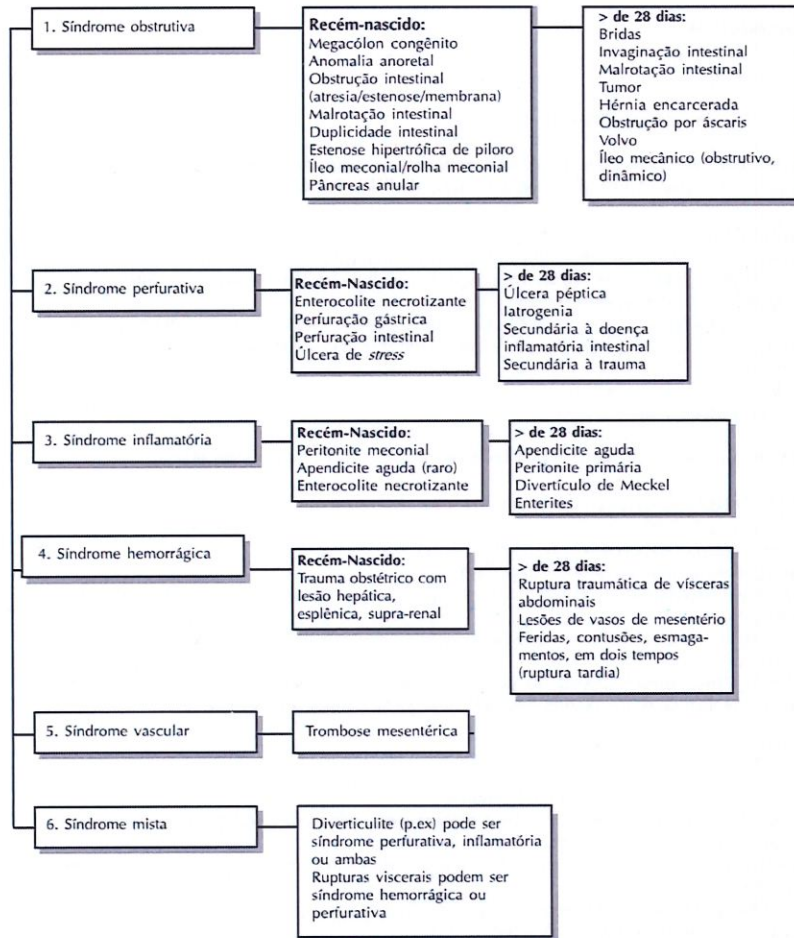 1. Síndrome obstrutiva
Recém-nascido:
Megacólon congênito
Anomalia anoretal
Obstrução intestinal
(atresia/estenose/membrana)
Malrotação intestinal
Duplicidade intestinal
Estenose hipertrófica de piloro
Íleo meconial/rolha meconial
Pâncreas anular
> de 28 dias:
Bridas
Invaginação intestinal
Malrotação intestinal
Tumor
Hérnia encarcerada
Obstrução por áscaris
Volvo
Íleo mecânico (obstrutivo,
dinâmico)
2. Síndrome perfurativa
Recém-Nascido:
Enterocolite necrotizante
Perfuração gástrica
Perfuração intestinal
Úlcera de stress
> de 28 dias:
Úlcera péptica
Iatrogenia
Secundária à doença
inflamatória intestinal
Secundária à trauma
3. Síndrome inflamatória
Recém-Nascido:
Peritonite meconial
Apendicite aguda (raro)
Enterocolite necrotizante
> de 28 dias:
Apendicite aguda
Peritonite primária
Divertículo de Meckel
Enterites
4. Síndrome hemorrágica
Recém-Nascido:
Trauma obstétrico com
lesão hepática,
esplênica, supra-renal
> de 28 dias:
Ruptura traumática de vísceras
abdominais
Lesões de vasos de mesentério
Feridas, contusões, esmaga-
mentos, em dois tempos
(ruptura tardia)
5. Síndrome vascular
Trombose mesentérica
6. Síndrome mista
Diverticulite (p.ex) pode ser
síndrome perfurativa, inflamatória
ou ambas
Rupturas viscerais podem ser
síndrome hemorrágica ou
perfurativa